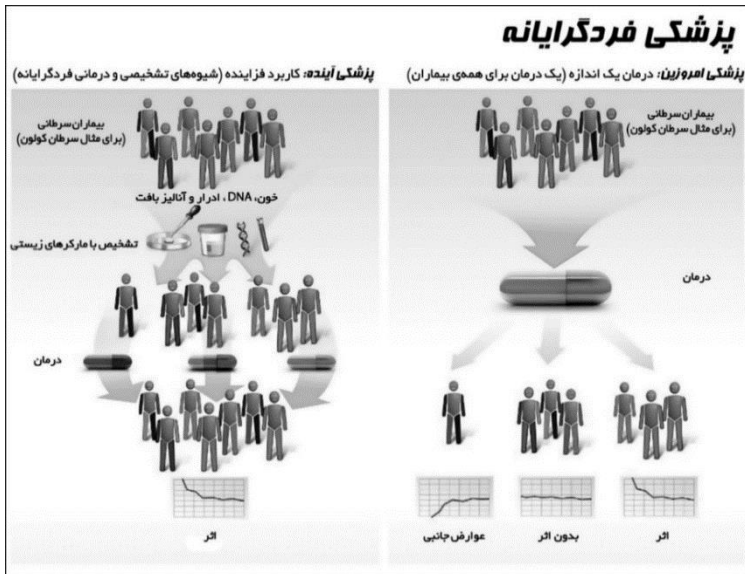 پزشکی فردگرایانه
پزشکی امروزین: درمان یک اندازه (یک درمان برای همه‌ی بیماران)
بیماران سرطانی
(برای مثال سرطان کولون)
درمان
اثر
بدون اثر
عوارض جانبی
پزشکی آینده: کاربرد فزاینده (شیوه‌های تشخیصی و درمانی فردگرایانه)
بیماران سرطانی
(برای مثال سرطان کولون)
خون، DNA، ادرار و آنالیز بافت
تشخیص با مارکرهای زیستی
درمان
اثر